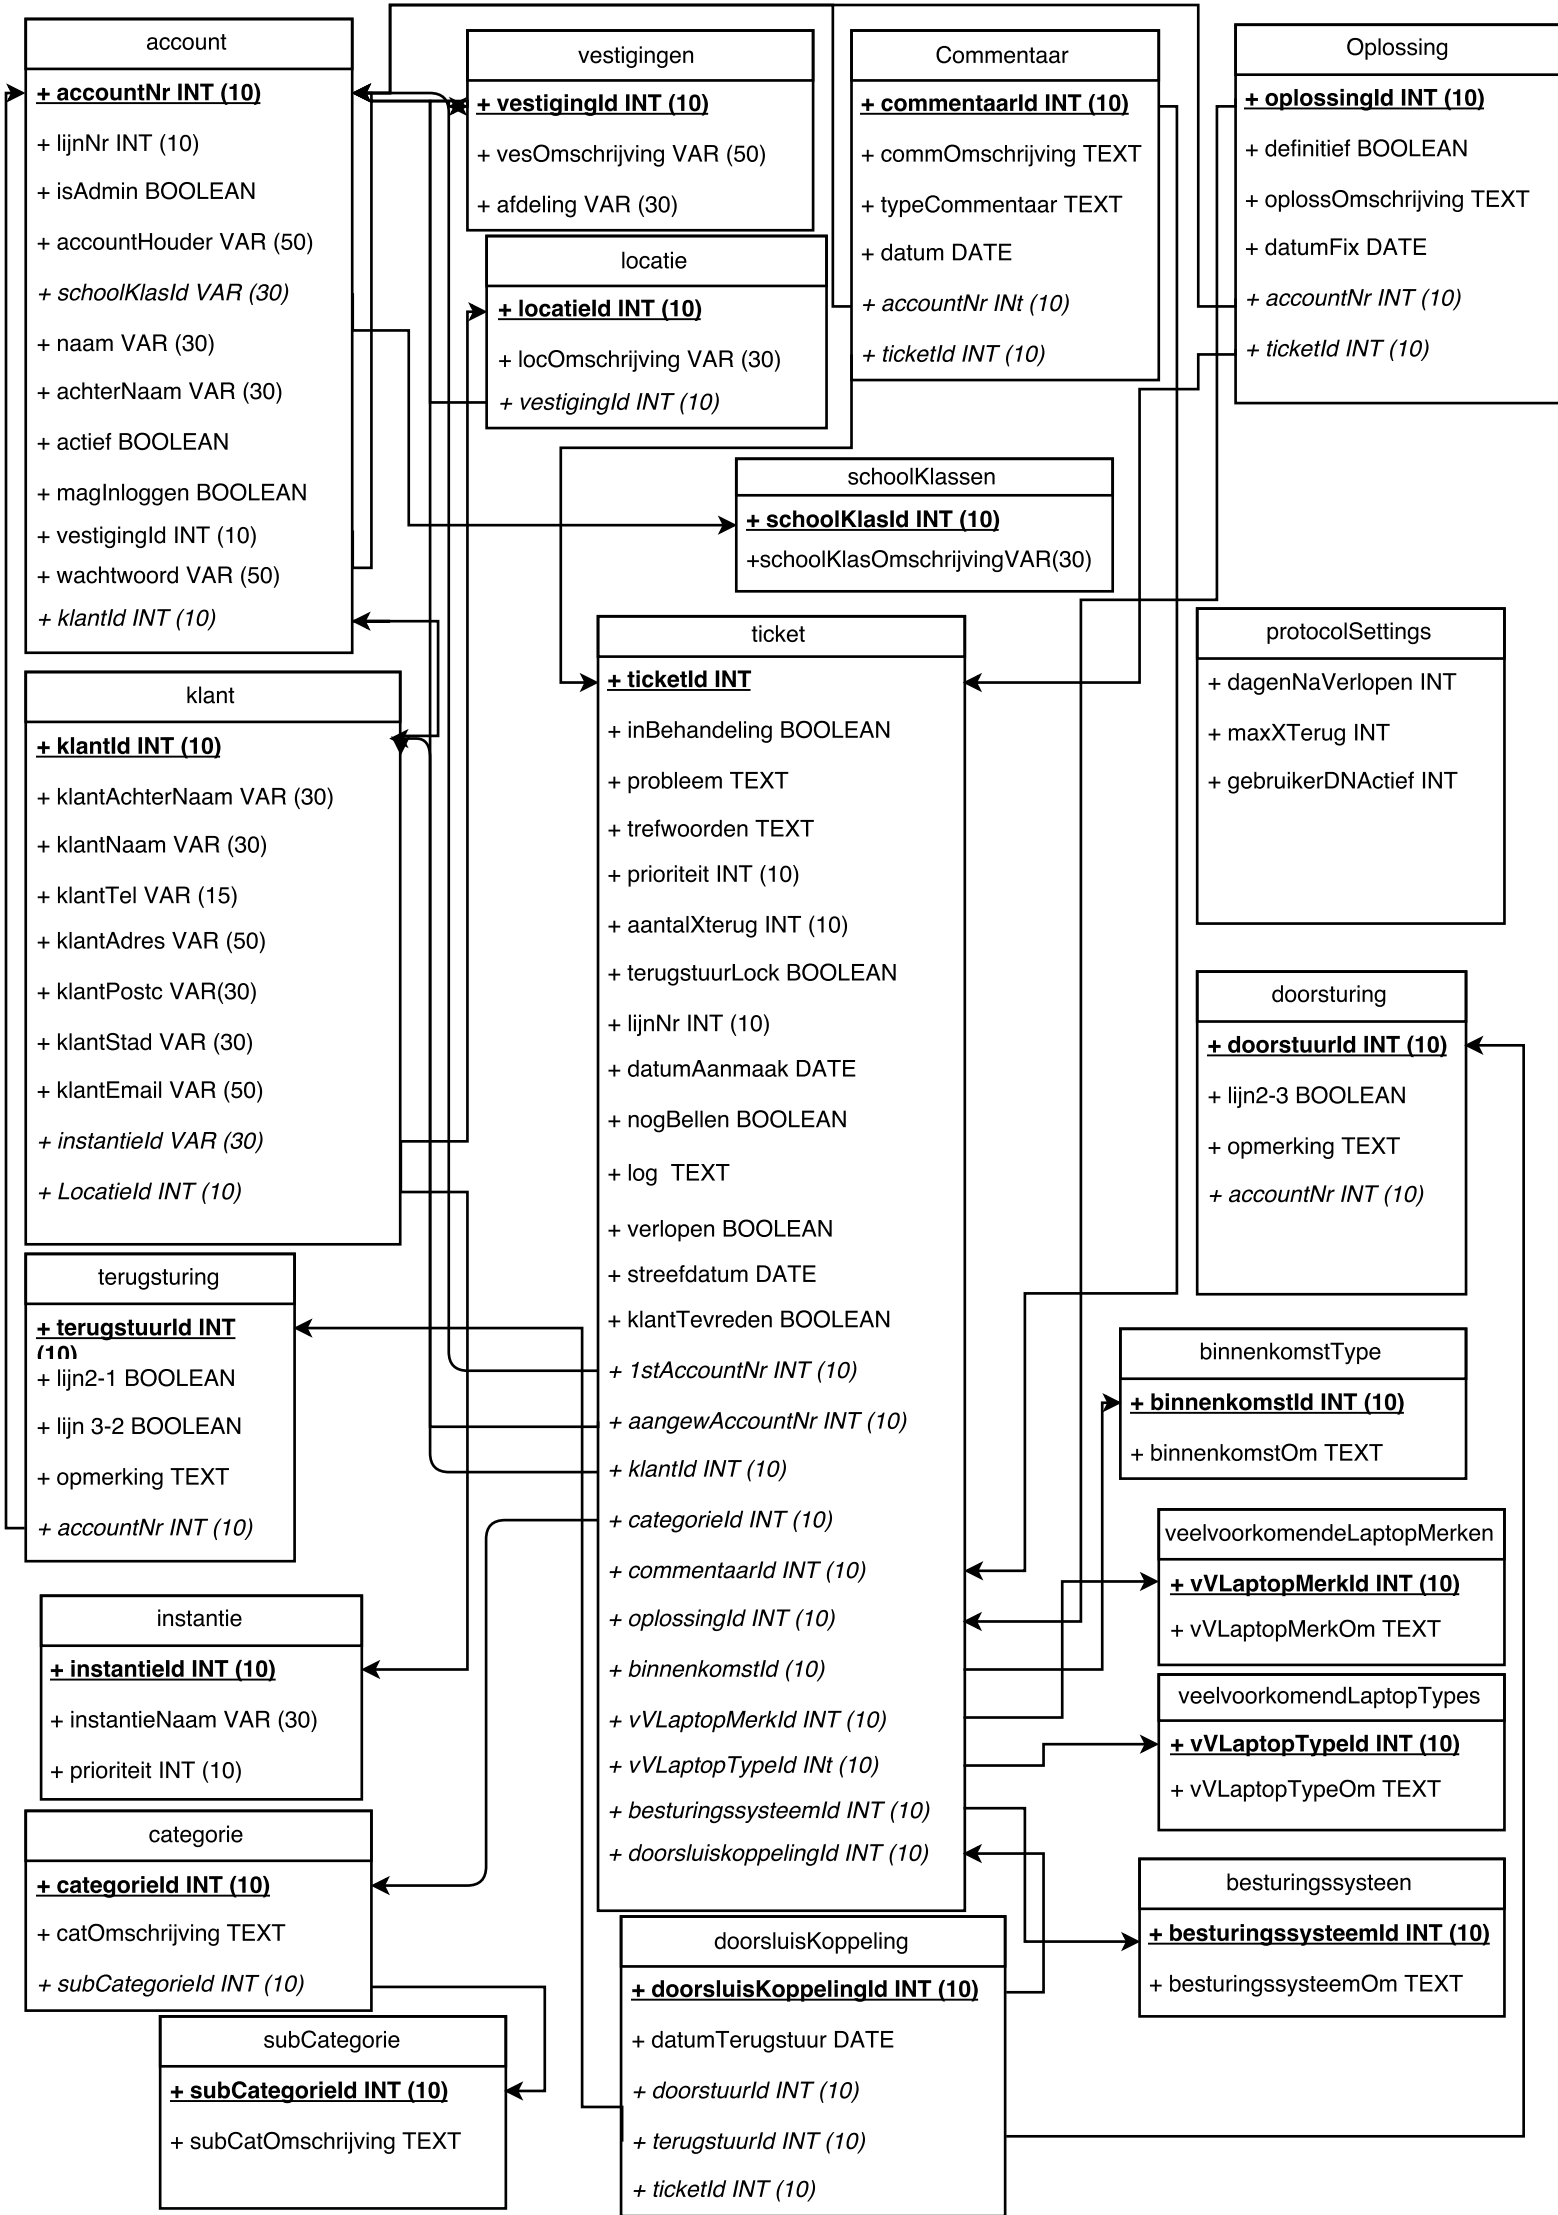 account
+ accountNr INT (10)
+ lijnNr INT (10)
+ isAdmin BOOLEAN
+ accountHouder VAR (50)
+ schoolKlasId VAR (30)
+ naam VAR (30)
+ achterNaam VAR (30)
+ actief BOOLEAN
+ magInloggen BOOLEAN
+ vestigingId INT (10)
+ wachtwoord VAR (50)
+ klantId INT (10)
vestigingen
+ vestigingId INT (10)
+ vesOmschrijving VAR (50)
+ afdeling VAR (30)
locatie
+ locatieId INT (10)
+ locOmschrijving VAR (30)
+ vestigingId INT (10)
Commentaar
+ commentaarId INT (10)
+ commOmschrijving TEXT
+ typeCommentaar TEXT
+ datum DATE
+ accountNr INt (10)
+ ticketId INT (10)
Oplossing
+ oplossingId INT (10)
+ definitief BOOLEAN
+ oplossOmschrijving TEXT
+ datumFix DATE
+ accountNr INT (10)
+ ticketId INT (10)
schoolKlassen
+ schoolKlasId INT (10)
+schoolKlasOmschrijvingVAR(30)
klant
+ klantId INT (10)
+ klantAchterNaam VAR (30)
+ klantNaam VAR (30)
+ klantTel VAR (15)
+ klantAdres VAR (50)
+ klantPostc VAR(30)
+ klantStad VAR (30)
+ klantEmail VAR (50)
+ instantieId VAR (30)
+ LocatieId INT (10)
ticket
+ ticketId INT
+ inBehandeling BOOLEAN
+ probleem TEXT
+ trefwoorden TEXT
+ prioriteit INT (10)
+ aantalXterug INT (10)
+ terugstuurLock BOOLEAN
+ lijnNr INT (10)
+ datumAanmaak DATE
+ nogBellen BOOLEAN
+ log  TEXT
+ verlopen BOOLEAN
+ streefdatum DATE
+ klantTevreden BOOLEAN
+ 1stAccountNr INT (10)
+ aangewAccountNr INT (10)
+ klantId INT (10)
+ categorieId INT (10)
+ commentaarId INT (10)
+ oplossingId INT (10)
+ binnenkomstId (10)
+ vVLaptopMerkId INT (10)
+ vVLaptopTypeId INt (10)
+ besturingssysteemId INT (10)
+ doorsluiskoppelingId INT (10)
protocolSettings
+ dagenNaVerlopen INT
+ maxXTerug INT
+ gebruikerDNActief INT
doorsturing
+ doorstuurId INT (10)
+ lijn2-3 BOOLEAN
+ opmerking TEXT
+ accountNr INT (10)
terugsturing
+ terugstuurId INT
(10)
+ lijn2-1 BOOLEAN
+ lijn 3-2 BOOLEAN
+ opmerking TEXT
+ accountNr INT (10)
binnenkomstType
+ binnenkomstId INT (10)
+ binnenkomstOm TEXT
veelvoorkomendeLaptopMerken
+ vVLaptopMerkId INT (10)
+ vVLaptopMerkOm TEXT
instantie
+ instantieId INT (10)
+ instantieNaam VAR (30)
+ prioriteit INT (10)
veelvoorkomendLaptopTypes
+ vVLaptopTypeId INT (10)
+ vVLaptopTypeOm TEXT
categorie
+ categorieId INT (10)
+ catOmschrijving TEXT
+ subCategorieId INT (10)
besturingssysteen
+ besturingssysteemId INT (10)
+ besturingssysteemOm TEXT
doorsluisKoppeling
+ doorsluisKoppelingId INT (10)
+ datumTerugstuur DATE
+ doorstuurId INT (10)
+ terugstuurId INT (10)
+ ticketId INT (10)
subCategorie
+ subCategorieId INT (10)
+ subCatOmschrijving TEXT